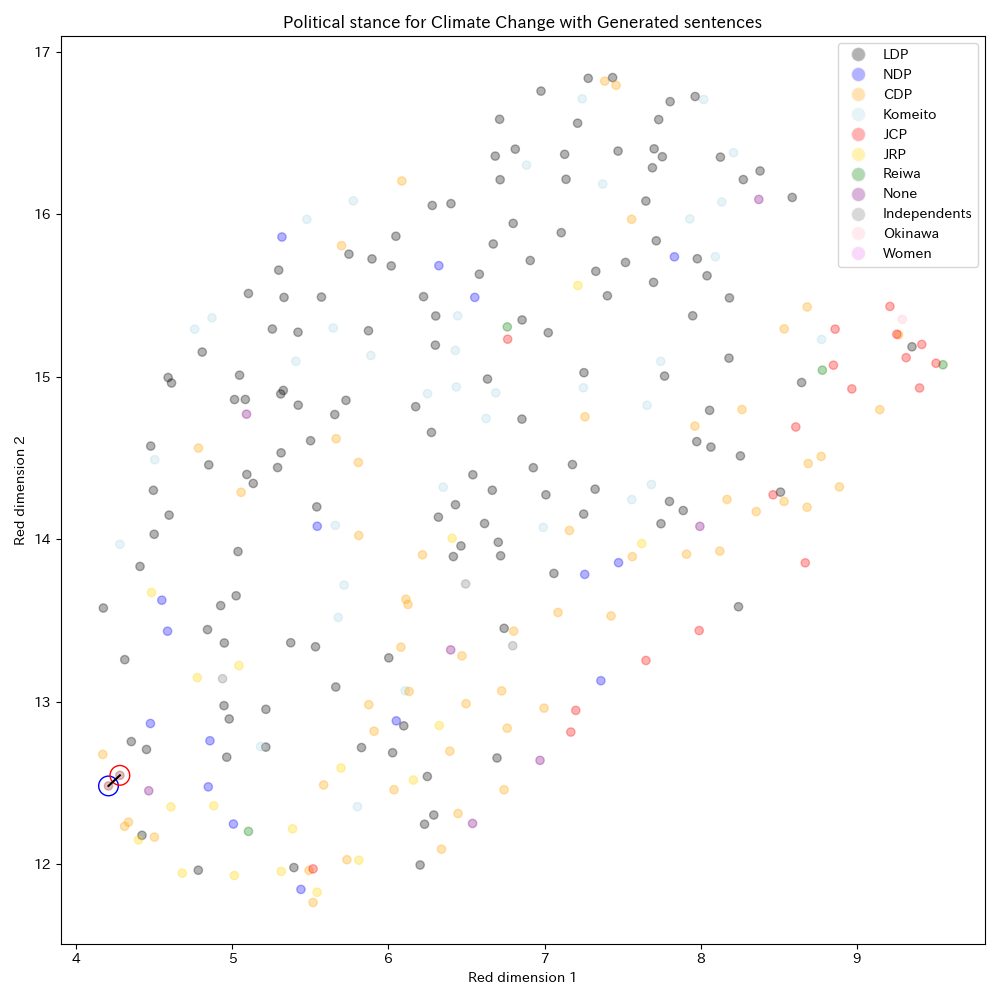 Political stance for Climate Change with Generated sentences
17
16
15
14
13
12
Red dimension 2
4
5
6
7
8
9
Red dimension 1
LDP
NDP
CDP
Komeito
JCP
JRP
Reiwa
None
Independents
Okinawa
Women